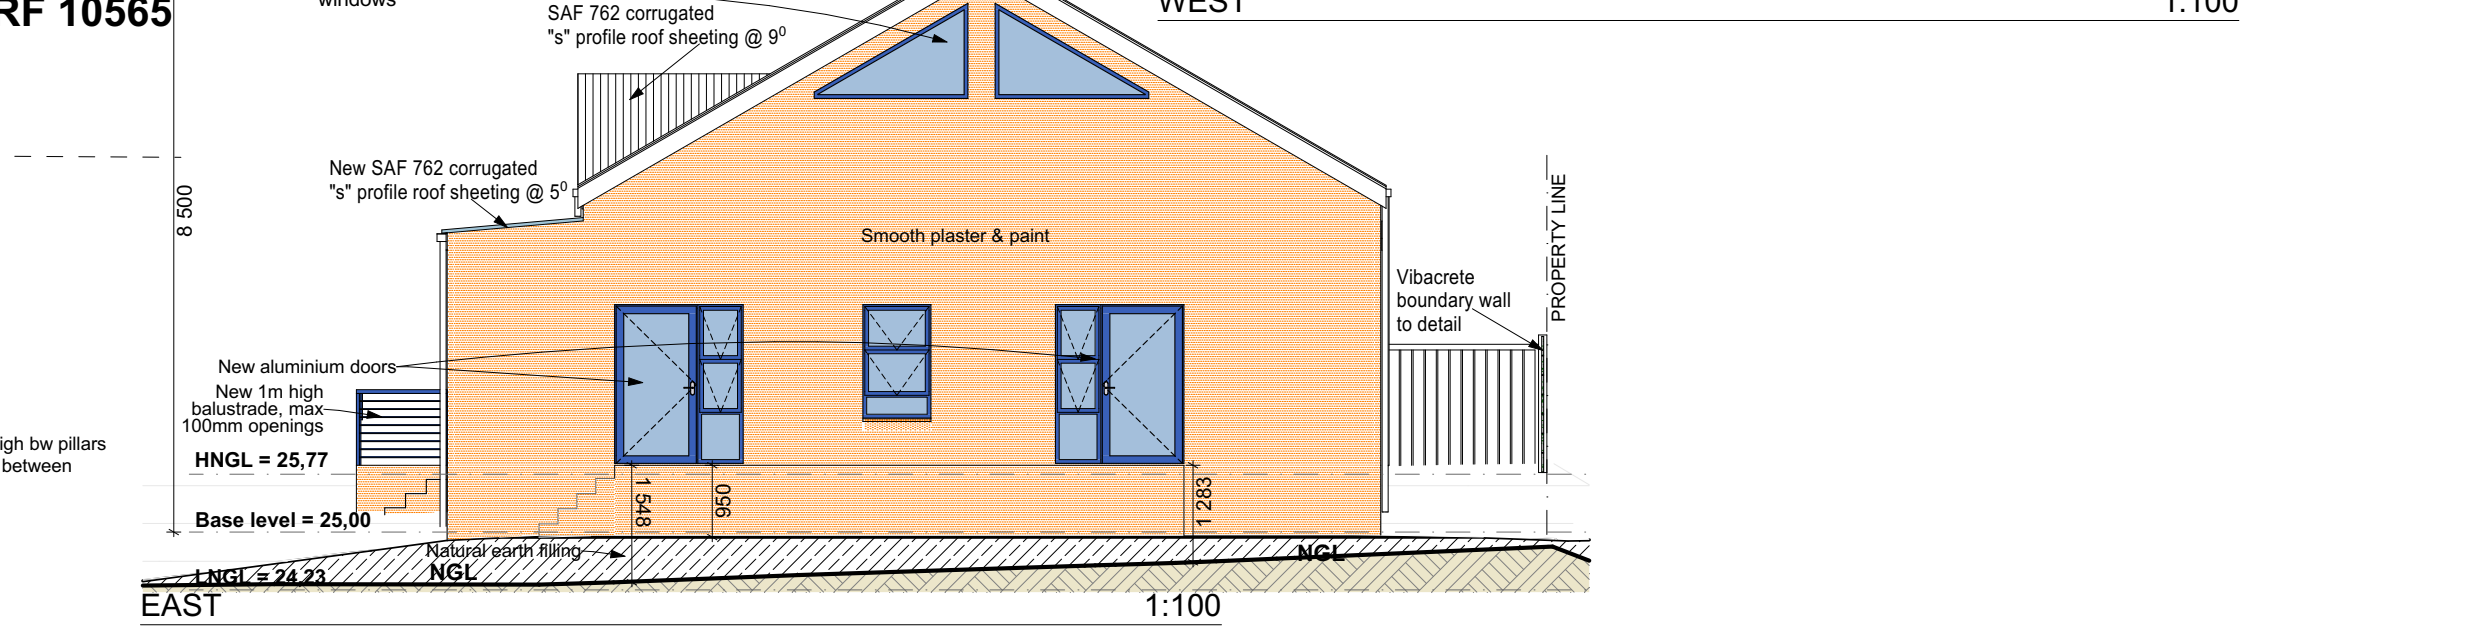 RF 10565
windows
SAF 762 corrugated
"s" profile roof sheeting @ 9⁰
WEST
1:100
New SAF 762 corrugated
"s" profile roof sheeting @ 5⁰
8 500
Smooth plaster & paint
PROPERTY LINE
Vibacrete
boundary wall
to detail
New aluminium doors
New 1m high
balustrade, max
100mm openings
igh bw pillars
between
HNGL = 25,77
1 548
950
1 283
Base level = 25,00
Natural earth filling
NGL
NGL
LNGL = 24,23
EAST
1:100